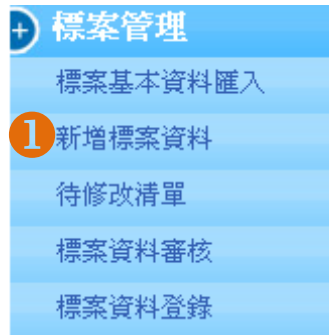 標案管理
標案基本資料匯入
1 新增標案資料
待修改清單
標案資料審核
標案資料登錄